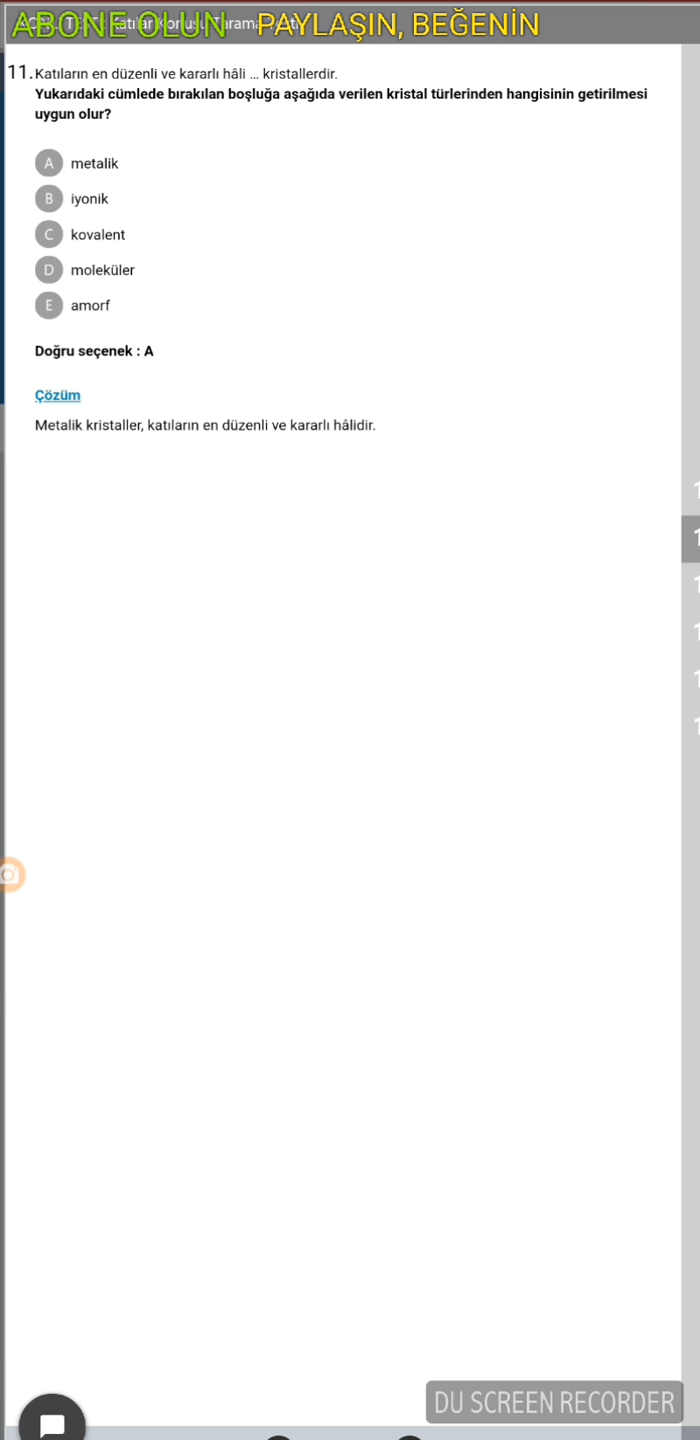 ABONE OLUN PAYLAŞIN, BEĞENİN
11. Katıların en düzenli ve kararlı hâli ... kristallerdir.
Yukarıdaki cümlede bırakılan boşluğa aşağıda verilen kristal türlerinden hangisinin getirilmesi
uygun olur?
A metalik
B iyonik
C kovalent
D moleküler
E amorf
Doğru seçenek : A
Çözüm
Metalik kristaller, katıların en düzenli ve kararlı hâlidir.
DU SCREEN RECORDER